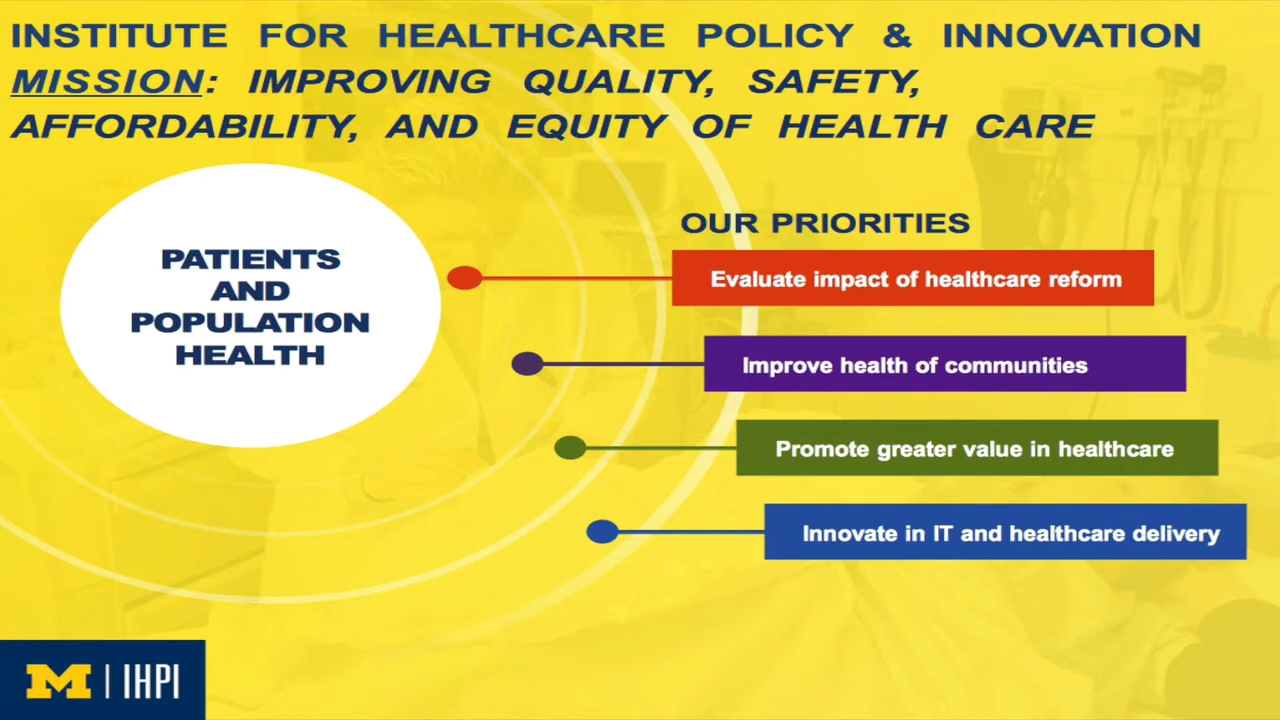 INSTITUTE FOR HEALTHCARE POLICY & INNOVATION
MISSION: IMPROVING QUALITY, SAFETY,
AFFORDABILITY, AND EQUITY OF HEALTH CARE
PATIENTS
AND
POPULATION
HEALTH
OUR PRIORITIES
Evaluate impact of healthcare reform
Improve health of communities
Promote greater value in healthcare
Innovate in IT and healthcare delivery
M | IHPI